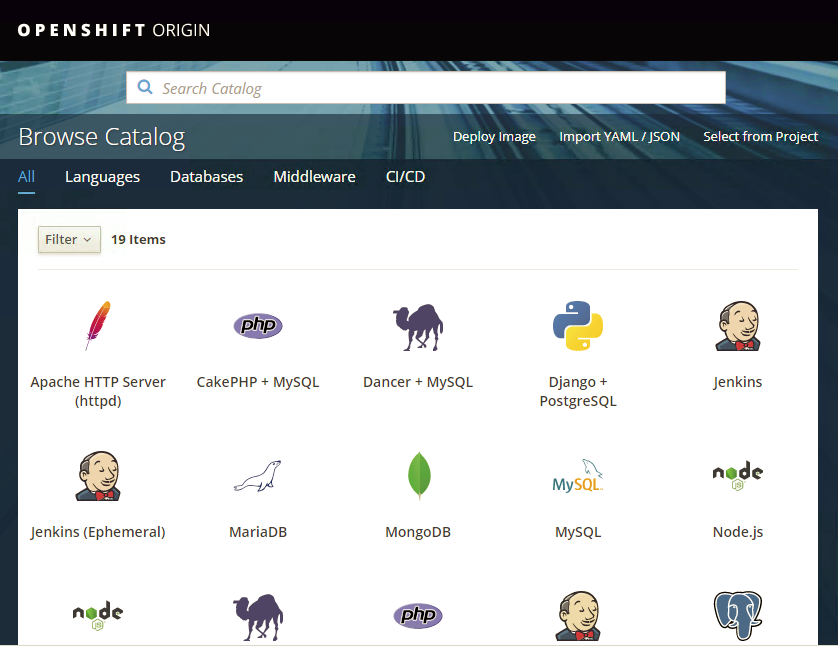 OPENSHIFT ORIGIN
Search Catalog
Browse Catalog
Deploy Image
Import YAML / JSON
Select from Project
All
Languages
Databases
Middleware
CI/CD
Filter
19 Items
php
Apache HTTP Server
(httpd)
CakePHP + MySQL
Dancer + MySQL
Django +
PostgreSQL
Jenkins
MySQL
node
JS
Jenkins (Ephemeral)
MariaDB
MongoDB
MySQL
Node.js
node
JS
php